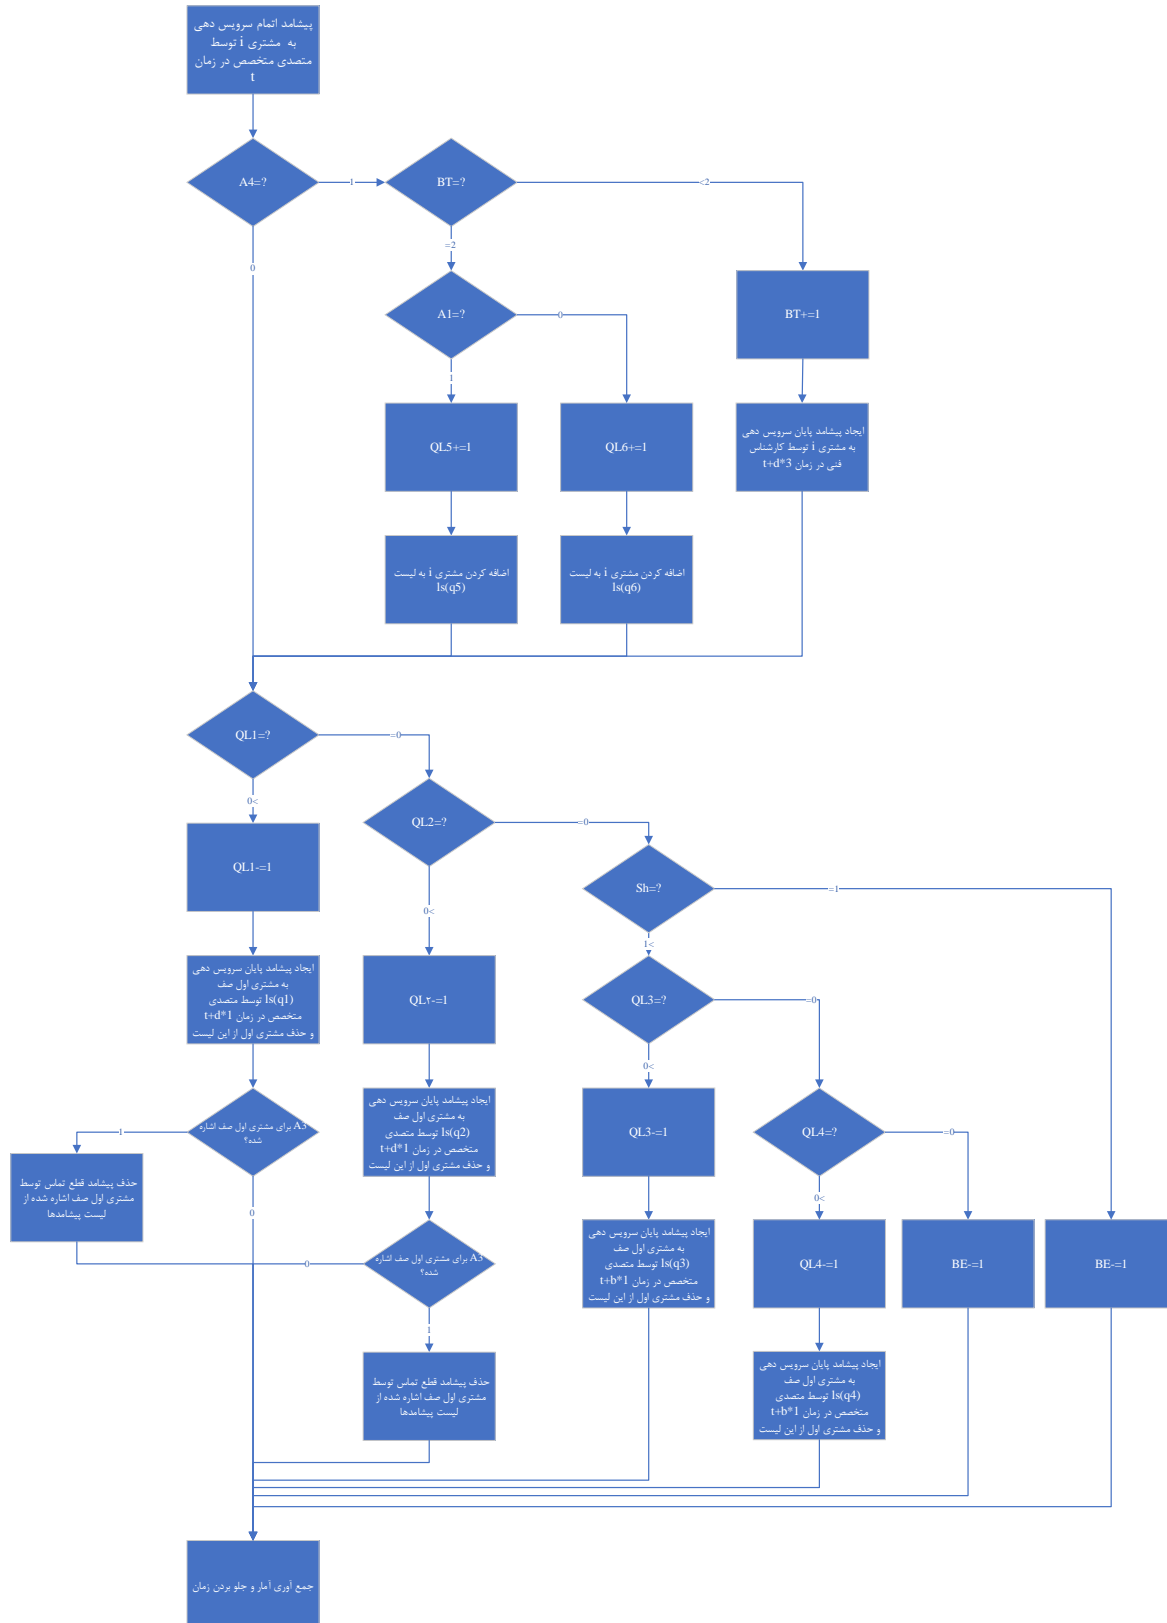 پیشامد اتمام سرویس دهی
به مشتری i توسط
متصدی متخصص در زمان
t
A4=?
1
BT=?
<2
0
=2
A1=?
0
BT+=1
1
QL5+=1
QL6+=1
ایجاد پیشامد پایان سرویس دهی
به مشتری i توسط کارشناس
فنی در زمان t+d*3
اضافه کردن مشتری i به لیست
ls(q5)
اضافه کردن مشتری i به لیست
ls(q6)
QL1=?
=0
0<
QL2=?
=0
QL1-=1
Sh=?
=1
0<
1<
ایجاد پیشامد پایان سرویس دهی
به مشتری اول صف
ls(q1) توسط متصدی
متخصص در زمان t+d*1
و حذف مشتری اول از این لیست
QL۲-=1
QL3=?
=0
0<
A3 برای مشتری اول صف اشاره
شده؟
1
0
حذف پیشامد قطع تماس توسط
مشتری اول صف اشاره شده از
لیست پیشامدها
ایجاد پیشامد پایان سرویس دهی
به مشتری اول صف
ls(q2) توسط متصدی
متخصص در زمان t+d*1
و حذف مشتری اول از این لیست
QL3-=1
QL4=?
=0
0<
A3 برای مشتری اول صف اشاره
شده؟
0
1
ایجاد پیشامد پایان سرویس دهی
به مشتری اول صف
ls(q3) توسط متصدی
متخصص در زمان t+b*1
و حذف مشتری اول از این لیست
QL4-=1
BE-=1
BE-=1
حذف پیشامد قطع تماس توسط
مشتری اول صف اشاره شده از
لیست پیشامدها
ایجاد پیشامد پایان سرویس دهی
به مشتری اول صف
ls(q4) توسط متصدی
متخصص در زمان t+b*1
و حذف مشتری اول از این لیست
جمع آوری آمار و جلو بردن زمان